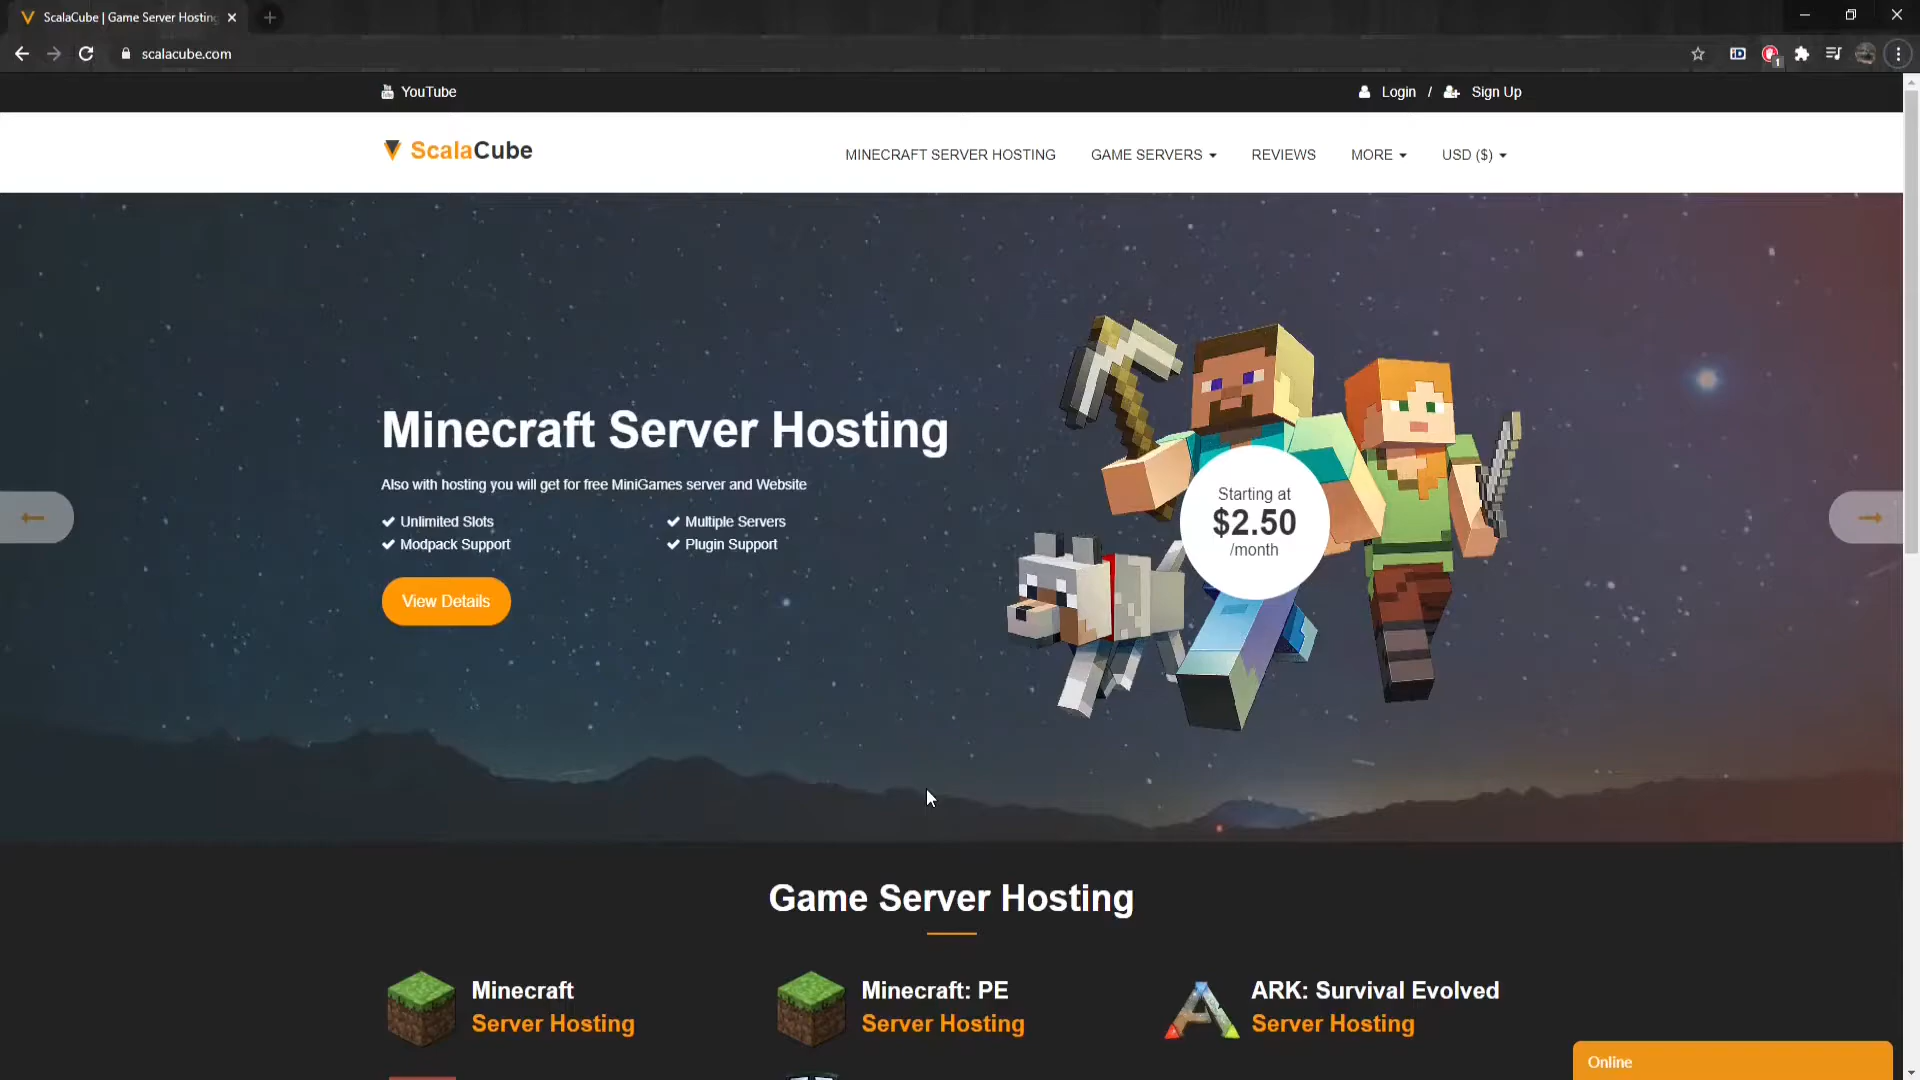 ScalaCube | Game Server Hosting
scalacube.com
1
YouTube
Login / Sign Up
ScalaCube
MINECRAFT SERVER HOSTING
GAME SERVERS
REVIEWS
MORE
USD ($)
Minecraft Server Hosting
Also with hosting you will get for free MiniGames server and Website
Unlimited Slots
Multiple Servers
Modpack Support
Plugin Support
View Details
Starting at
$2.50
/month
Game Server Hosting
Minecraft
Server Hosting
Minecraft: PE
Server Hosting
ARK: Survival Evolved
Server Hosting
Online